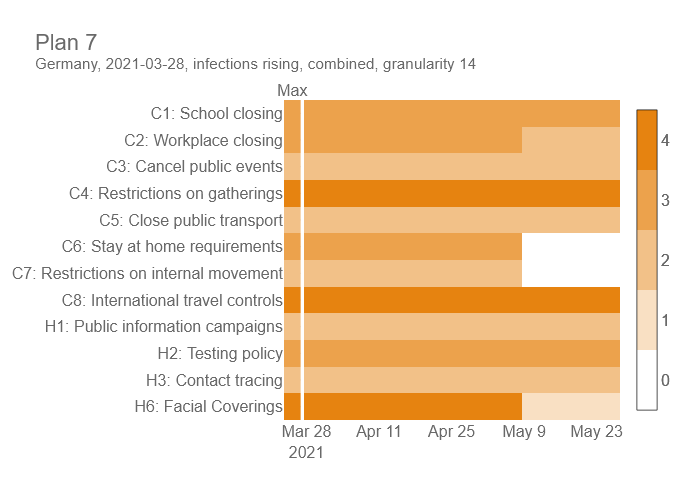 Plan 7
Germany, 2021-03-28, infections rising, combined, granularity 14
Max
C1: School closing
C2: Workplace closing
C3: Cancel public events
C4: Restrictions on gatherings
C5: Close public transport
C6: Stay at home requirements
C7: Restrictions on internal movement
C8: International travel controls
H1: Public information campaigns
H2: Testing policy
H3: Contact tracing
H6: Facial Coverings
Mar 28 Apr 11 Apr 25 May 9 May 23
2021
4
3
2
1
0